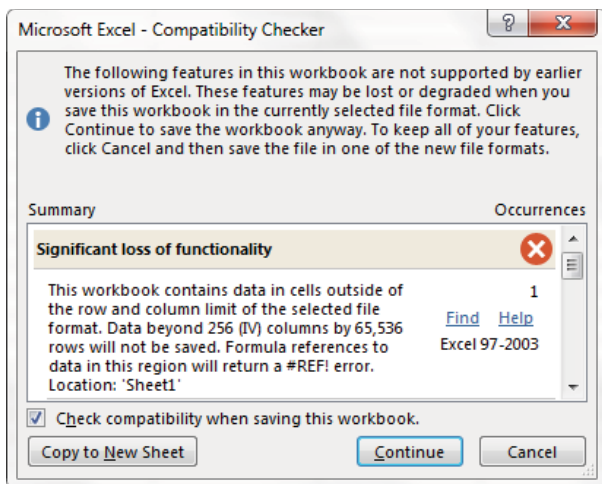 Microsoft Excel - Compatibility Checker
The following features in this workbook are not supported by earlier
versions of Excel. These features may be lost or degraded when you
save this workbook in the currently selected file format. Click
Continue to save the workbook anyway. To keep all of your features,
click Cancel and then save the file in one of the new file formats.
Summary Occurrences
Significant loss of functionality
This workbook contains data in cells outside of 1
the row and column limit of the selected file
format. Data beyond 256 (IV) columns by 65,536 Find Help
rows will not be saved. Formula references to Excel 97-2003
data in this region will return a #REF! error.
Location: 'Sheet1'
Check compatibility when saving this workbook.
Copy to New Sheet Continue Cancel